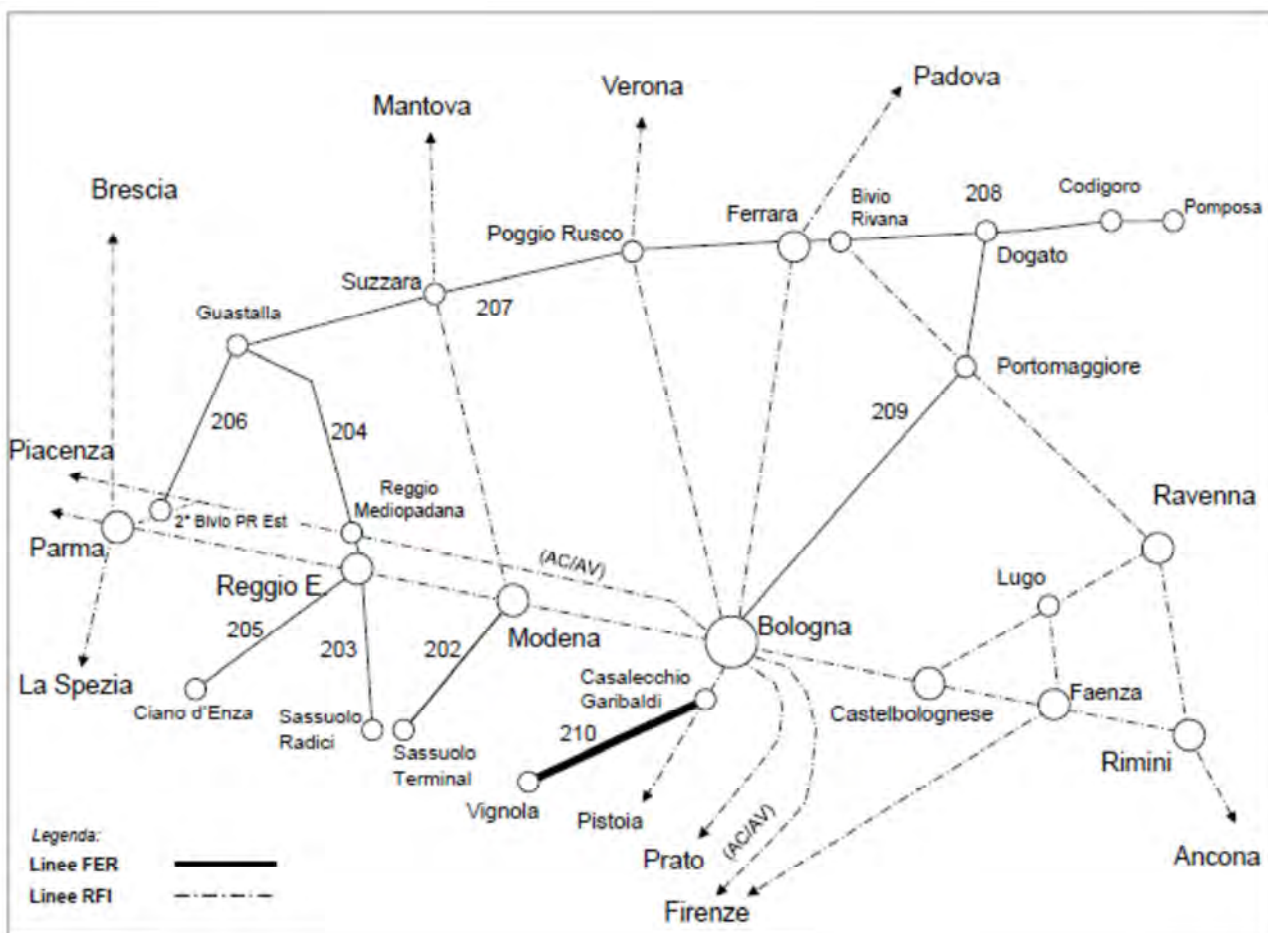 Padova
Verona
Mantova
Brescia
Codigoro
208
Bivio
Rivana
Ferrara
Pomposa
Poggio Rusco
Dogato
Suzzara
207
Guastalla
Portomaggiore
209
206
204
Piacenza
Reggio
Mediopadana
Ravenna
2° Bivio PR Est
Parma
(AC/AV)
Lugo
Reggio E.
205
203
202
Modena
Bologna
La Spezia
Ciano d'Enza
Casalecchio
Garibaldi
Castelbolognese
Faenza
Sassuolo
Radici
210
Sassuolo
Terminal
Rimini
Vignola
Pistoia
Prato
(AC/AV)
Ancona
Firenze
Legenda:
Linee FER
Linee RFI